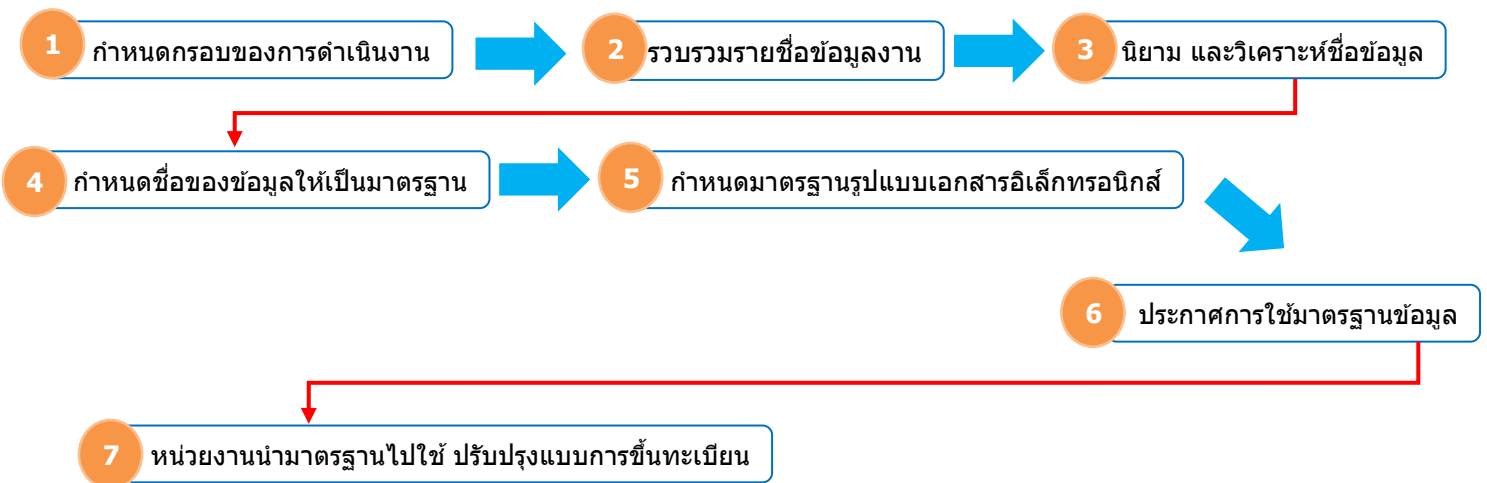 1 กำหนดกรอบของการดำเนินงาน
2 รวบรวมรายชื่อข้อมูลงาน
3 นิยาม และวิเคราะห์ชื่อข้อมูล
4 กำหนดชื่อของข้อมูลให้เป็นมาตรฐาน
5 กำหนดมาตรฐานรูปแบบเอกสารอิเล็กทรอนิกส์
6 ประกาศการใช้มาตรฐานข้อมูล
7 หน่วยงานนำมาตรฐานไปใช้ ปรับปรุงแบบการขึ้นทะเบียน